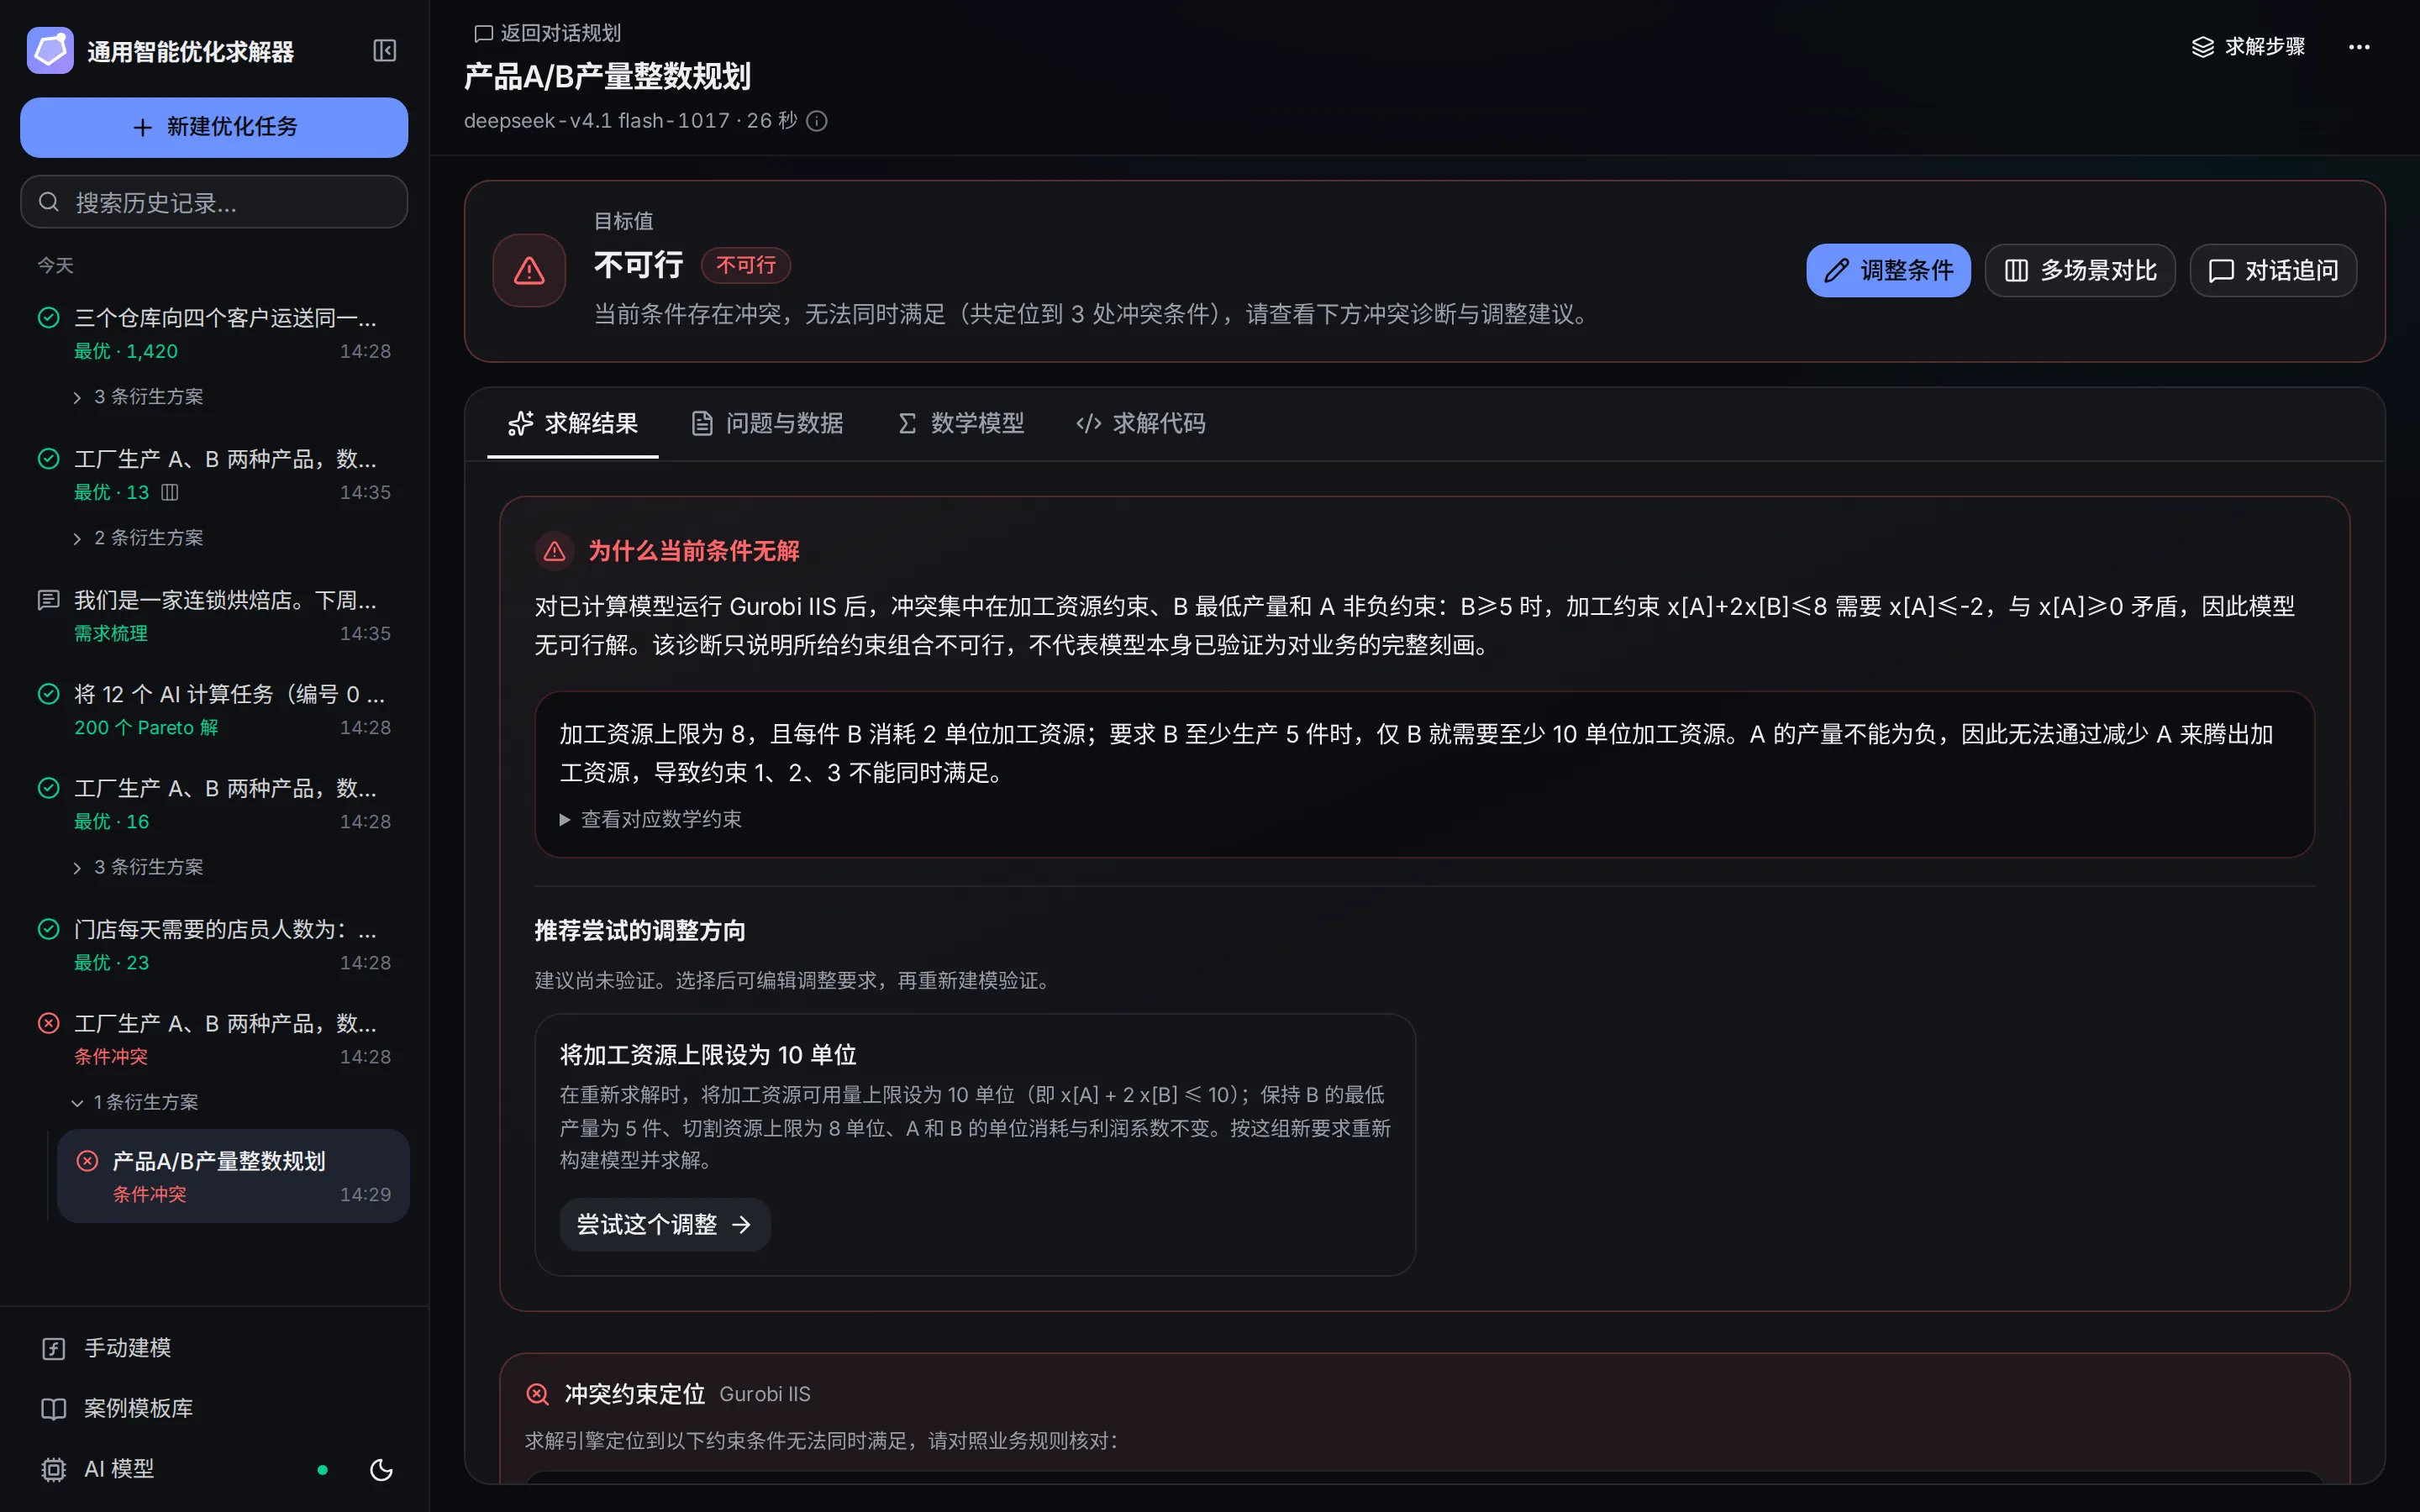 通用智能优化求解器
新建优化任务
搜索历史记录...
今天
三个仓库向四个客户运送同一...
最优 · 1,420 14:28
3 条衍生方案
工厂生产 A、B 两种产品，数...
最优 · 13 14:35
2 条衍生方案
我们是一家连锁烘焙店。下周...
需求梳理 14:35
将 12 个 AI 计算任务（编号 0 ...
200 个 Pareto 解 14:28
工厂生产 A、B 两种产品，数...
最优 · 16 14:28
3 条衍生方案
门店每天需要的店员人数为：...
最优 · 23 14:28
工厂生产 A、B 两种产品，数...
条件冲突 14:28
1 条衍生方案
产品A/B产量整数规划
条件冲突 14:29
手动建模
案例模板库
AI 模型
返回对话规划
产品A/B产量整数规划
deepseek-v4.1 flash-1017 · 26 秒
求解步骤
目标值
不可行 不可行
当前条件存在冲突，无法同时满足（共定位到 3 处冲突条件），请查看下方冲突诊断与调整建议。
调整条件 多场景对比 对话追问
求解结果 问题与数据 数学模型 求解代码
为什么当前条件无解
对已计算模型运行 Gurobi IIS 后，冲突集中在加工资源约束、B 最低产量和 A 非负约束：B≥5 时，加工约束 x[A]+2x[B]≤8 需要 x[A]≤-2，与 x[A]≥0 矛盾，因此模型
无可行解。该诊断只说明所给约束组合不可行，不代表模型本身已验证为对业务的完整刻画。
加工资源上限为 8，且每件 B 消耗 2 单位加工资源；要求 B 至少生产 5 件时，仅 B 就需要至少 10 单位加工资源。A 的产量不能为负，因此无法通过减少 A 来腾出加
工资源，导致约束 1、2、3 不能同时满足。
查看对应数学约束
推荐尝试的调整方向
建议尚未验证。选择后可编辑调整要求，再重新建模验证。
将加工资源上限设为 10 单位
在重新求解时，将加工资源可用量上限设为 10 单位（即 x[A] + 2 x[B] ≤ 10）；保持 B 的最低
产量为 5 件、切割资源上限为 8 单位、A 和 B 的单位消耗与利润系数不变。按这组新要求重新
构建模型并求解。
尝试这个调整
冲突约束定位 Gurobi IIS
求解引擎定位到以下约束条件无法同时满足，请对照业务规则核对：